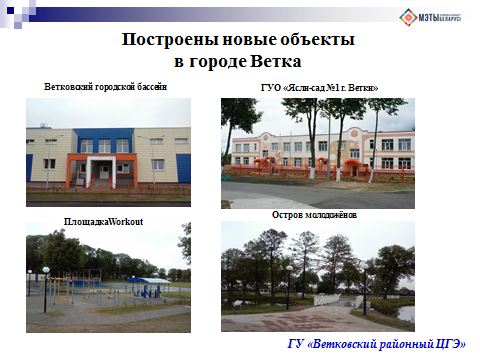 МЭТЫ
БЕЛАРУСІ
Построены новые объекты
в городе Ветка
Ветковский городской бассейн
ГУО «Ясли-сад №1 г. Ветки»
ПлощадкаWorkout
Остров молодожёнов
ГУ «Ветковский районный ЦГЭ»